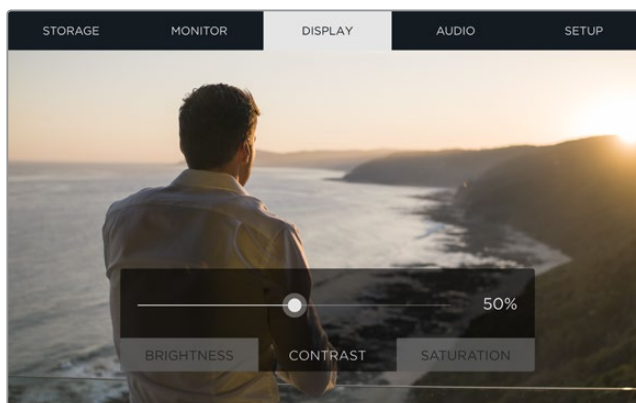 STORAGE MONITOR DISPLAY AUDIO SETUP
50%
BRIGHTNESS CONTRAST SATURATION